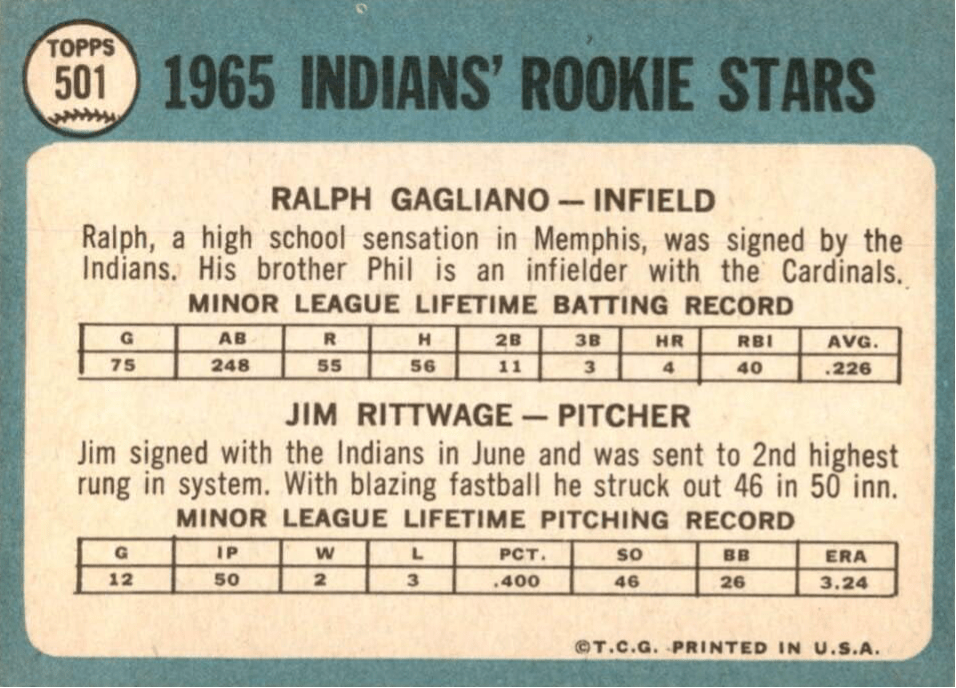 TOPPS
501
1965 INDIANS' ROOKIE STARS
RALPH GAGLIANO — INFIELD
Ralph, a high school sensation in Memphis, was signed by the
Indians. His brother Phil is an infielder with the Cardinals.
MINOR LEAGUE LIFETIME BATTING RECORD
G AB R H 2B 3B HR RBI AVG.
75 248 55 56 11 3 4 40 .226
JIM RITTWAGE — PITCHER
Jim signed with the Indians in June and was sent to 2nd highest
rung in system. With blazing fastball he struck out 46 in 50 inn.
MINOR LEAGUE LIFETIME PITCHING RECORD
G IP W L PCT. SO BB ERA
12 50 2 3 .400 46 26 3.24
©T.C.G. PRINTED IN U.S.A.